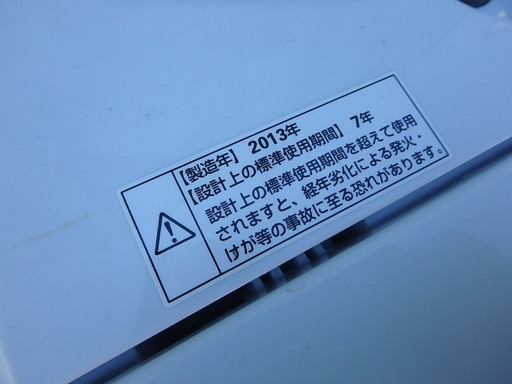 【製造年】 2013年
【設計上の標準使用期間】 7年
設計上の標準使用期間を超えて使用
されますと、経年劣化による発火・
けが等の事故に至る恐れがあります。